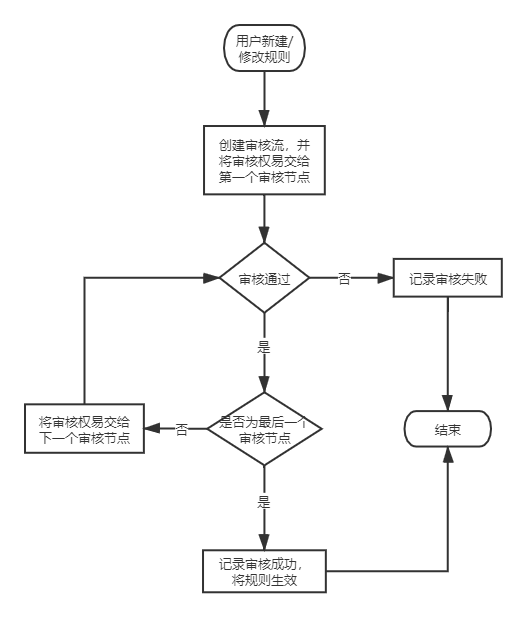 用户新建/
修改规则
创建审核流，并
将审核权易交给
第一个审核节点
审核通过
否
记录审核失败
是
将审核权易交给
下一个审核节点
否
是否为最后一个
审核节点
结束
是
记录审核成功，
将规则生效